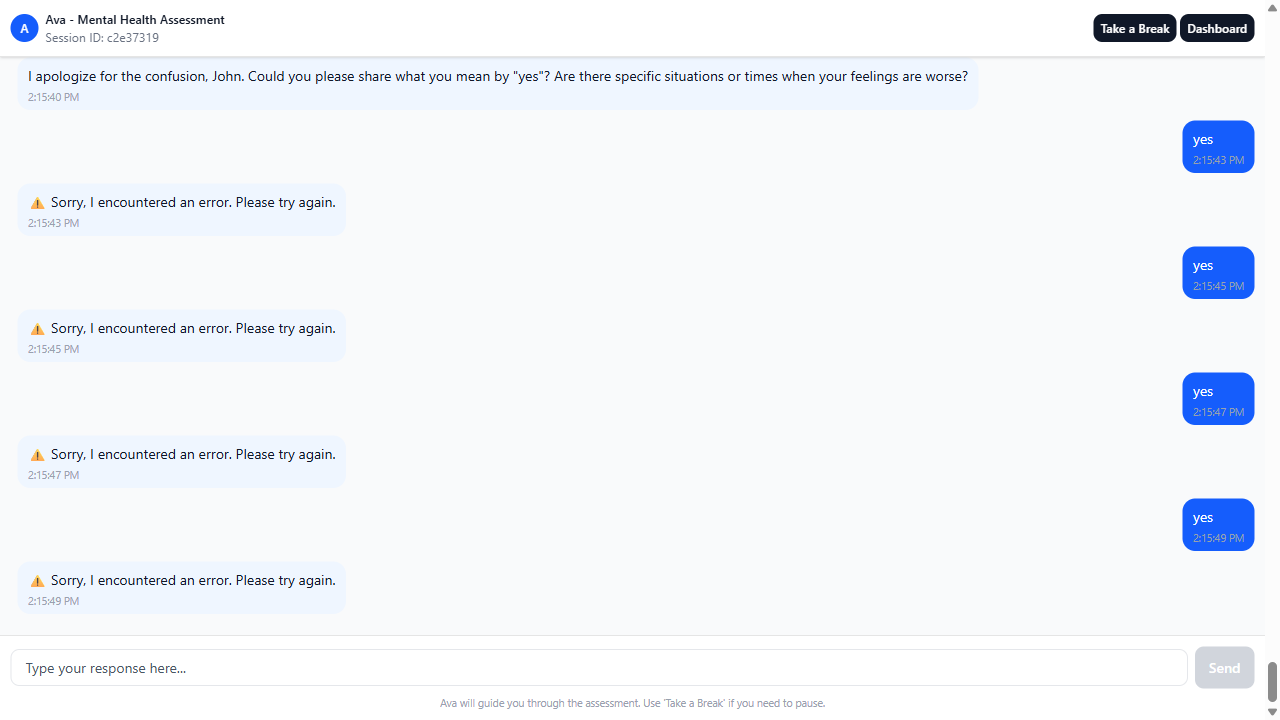 A
Ava - Mental Health Assessment
Session ID: c2e37319
Take a Break
Dashboard
I apologize for the confusion, John. Could you please share what you mean by "yes"? Are there specific situations or times when your feelings are worse?
2:15:40 PM
yes
2:15:43 PM
⚠️ Sorry, I encountered an error. Please try again.
2:15:43 PM
yes
2:15:45 PM
⚠️ Sorry, I encountered an error. Please try again.
2:15:45 PM
yes
2:15:47 PM
⚠️ Sorry, I encountered an error. Please try again.
2:15:47 PM
yes
2:15:49 PM
⚠️ Sorry, I encountered an error. Please try again.
2:15:49 PM
Type your response here...
Send
Ava will guide you through the assessment. Use 'Take a Break' if you need to pause.